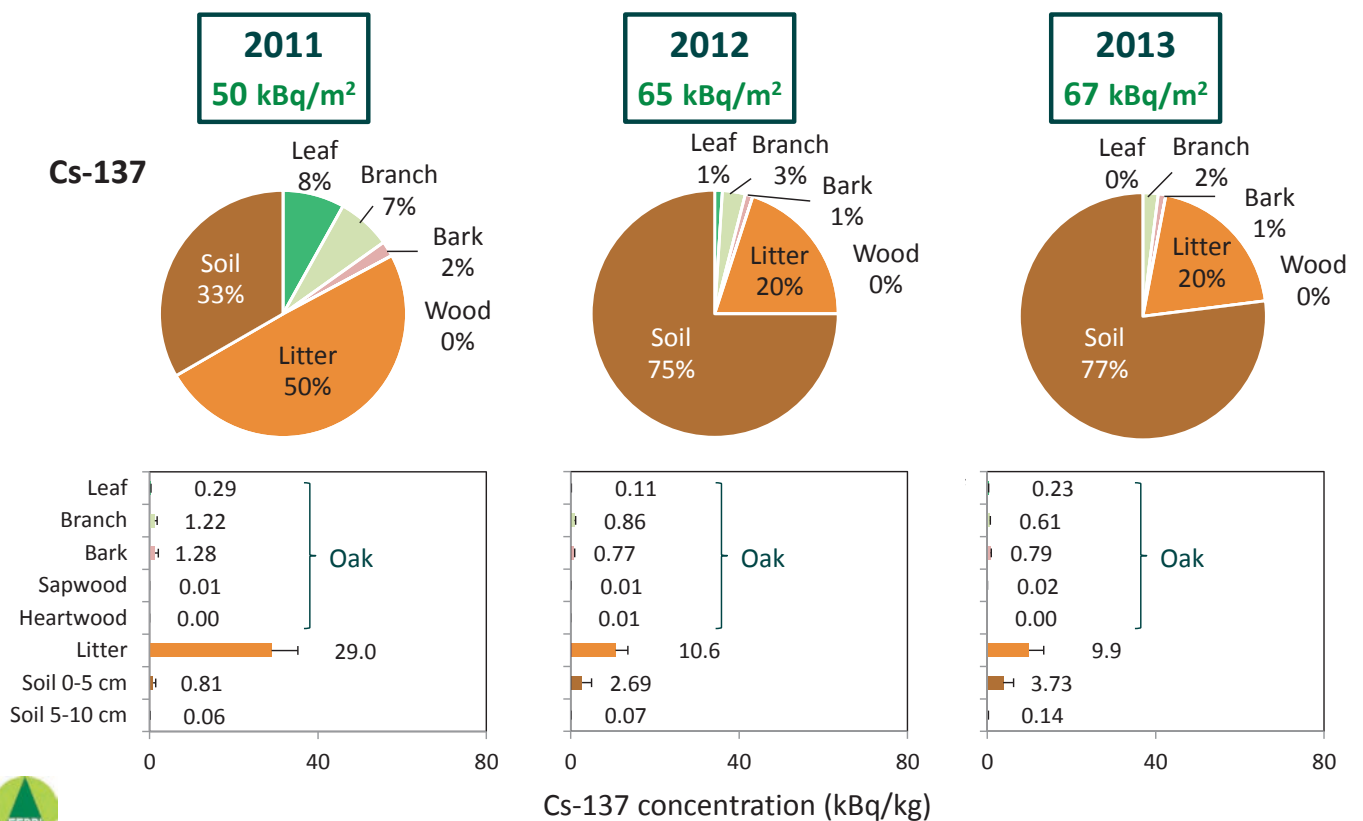 2011
50 kBq/m²
2012
65 kBq/m²
2013
67 kBq/m²
Cs-137
Leaf
8%
Branch
7%
Bark
2%
Wood
0%
Litter
50%
Soil
33%
Leaf
1%
Branch
3%
Bark
1%
Wood
0%
Litter
20%
Soil
75%
Leaf
0%
Branch
2%
Bark
1%
Wood
0%
Litter
20%
Soil
77%
Leaf
Branch
Bark
Sapwood
Heartwood
Litter
Soil 0-5 cm
Soil 5-10 cm
0.29
1.22
1.28
0.01
0.00
29.0
0.81
0.06
Oak
0 40 80
0.11
0.86
0.77
0.01
0.01
10.6
2.69
0.07
Oak
0 40 80
0.23
0.61
0.79
0.02
0.00
9.9
3.73
0.14
Oak
0 40 80
Cs-137 concentration (kBq/kg)